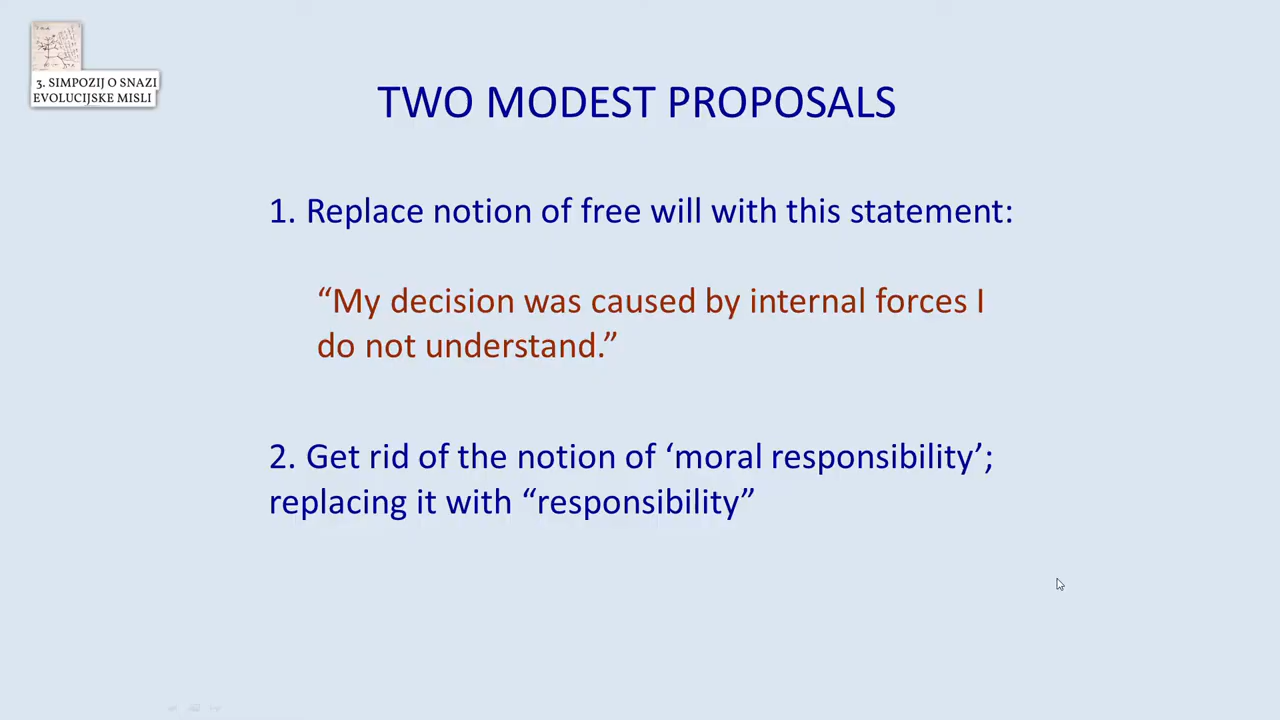 3. SIMPOZIJ O SNAZI
EVOLUCIJSKE MISLI
TWO MODEST PROPOSALS
1. Replace notion of free will with this statement:
“My decision was caused by internal forces I
do not understand.”
2. Get rid of the notion of ‘moral responsibility’;
replacing it with “responsibility”